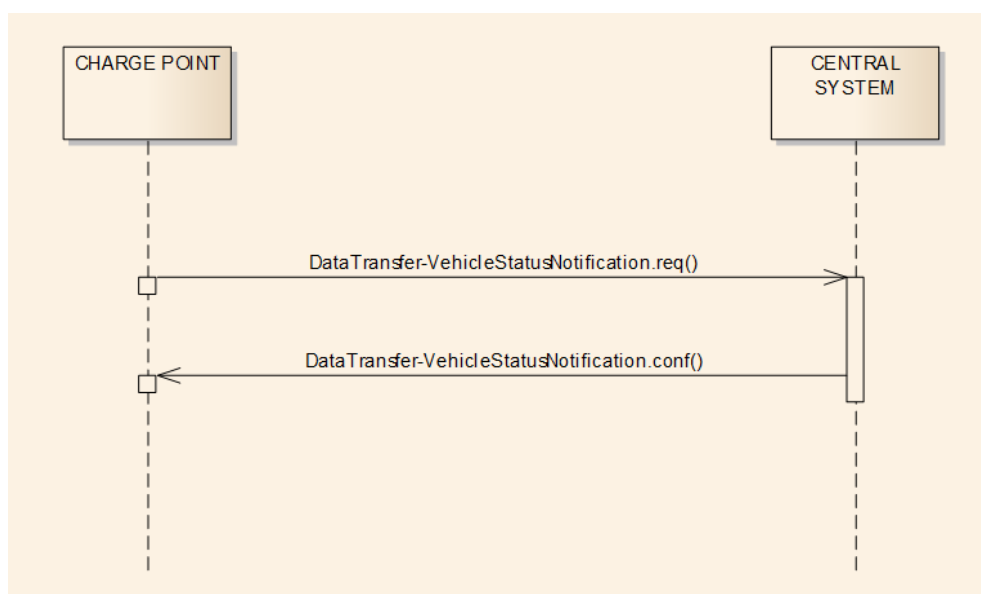 CHARGE POINT
CENTRAL
SYSTEM
DataTransfer-VehicleStatusNotification.req()
DataTransfer-VehicleStatusNotification.conf()